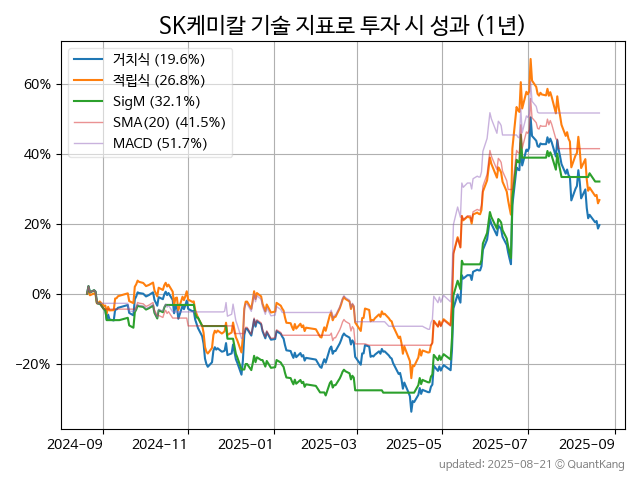 SK케미칼 기술 지표로 투자 시 성과 (1년)
거치식 (19.6%)
적립식 (26.8%)
SigM (32.1%)
SMA(20) (41.5%)
MACD (51.7%)
60%
40%
20%
0%
−20%
2024-09 2024-11 2025-01 2025-03 2025-05 2025-07 2025-09
updated: 2025-08-21 © QuantKang